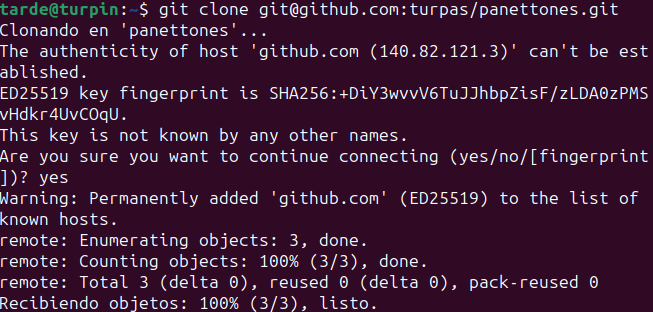 tarde@turpin:~$ git clone git@github.com:turpas/panettones.git
Clonando en 'panettones'...
The authenticity of host 'github.com (140.82.121.3)' can't be est
ablished.
ED25519 key fingerprint is SHA256:+DiY3wvvV6TuJJhbpZisF/zLDA0zPMS
vHdkr4UvCOqU.
This key is not known by any other names.
Are you sure you want to continue connecting (yes/no/[fingerprint
])? yes
Warning: Permanently added 'github.com' (ED25519) to the list of
known hosts.
remote: Enumerating objects: 3, done.
remote: Counting objects: 100% (3/3), done.
remote: Total 3 (delta 0), reused 0 (delta 0), pack-reused 0
Recibiendo objetos: 100% (3/3), listo.